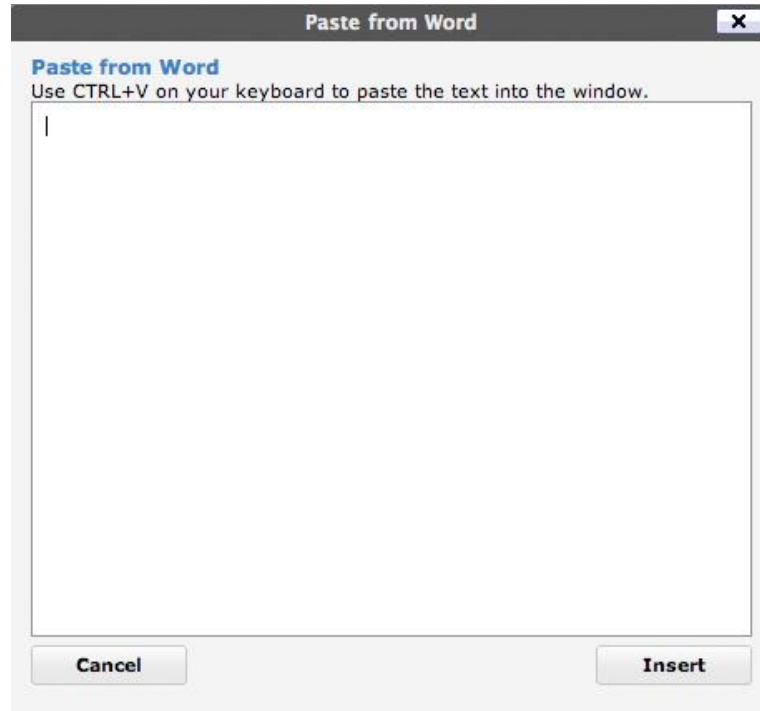 Paste from Word
Paste from Word
Use CTRL+V on your keyboard to paste the text into the window.
Cancel Insert